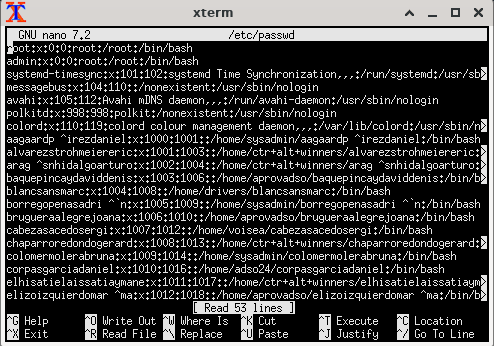 xterm
GNU nano 7.2 /etc/passwd
root:x:0:0:root:/root:/bin/bash
admin:x:0:0::/root:/bin/bash
systemd-timesync:x:101:102:systemd Time Synchronization,,,:/run/systemd:/usr/sb>
messagebus:x:104:110::/nonexistent:/usr/sbin/nologin
avahi:x:105:112:Avahi mDNS daemon,,,:/run/avahi-daemon:/usr/sbin/nologin
polkitd:x:998:998:polkit:/nonexistent:/usr/sbin/nologin
colord:x:110:119:colord colour management daemon,,,:/var/lib/colord:/usr/sbin/n>
aagaardp ^irezdaniel:x:1000:1001::/home/sysadmin/aagaardp ^irezdaniel:/bin/bash
alvarezstrohmeiereric:x:1001:1003::/home/ctr+alt+winners/alvarezstrohmeiereric:>
arag ^snhidalgoarturo:x:1002:1004::/home/ctr+alt+winners/arag ^snhidalgoarturo:>
baquepincaydaviddennis:x:1003:1006::/home/aprovadso/baquepincaydaviddennis:/bin>
blancsansmarc:x:1004:1008::/home/drivers/blancsansmarc:/bin/bash
borregopenasadri ^`n:x:1005:1009::/home/sysadmin/borregopenasadri ^`n:/bin/bash
brugueraalegrejoana:x:1006:1010::/home/aprovadso/brugueraalegrejoana:/bin/bash
cabezasacedosergi:x:1007:1012::/home/voisea/cabezasacedosergi:/bin/bash
chaparroredondogerard:x:1008:1013::/home/ctr+alt+winners/chaparroredondogerard:>
colomermolerabruna:x:1009:1015::/home/sysadmin/colomermolerabruna:/bin/bash
corpasgarciadaniel:x:1010:1016::/home/adso24/corpasgarciadaniel:/bin/bash
elhisatielaissatiaymane:x:1011:1017::/home/ctr+alt+winners/elhisatielaissatiaym>
elizoizquierdomar ^ma:x:1012:1018::/home/aprovadso/elizoizquierdomar ^ma:/bin/b>
[ Read 53 lines ]
^G Help ^O Write Out ^W Where Is ^K Cut ^T Execute ^C Location
^X Exit ^R Read File ^\ Replace ^U Paste ^J Justify ^/ Go To Line